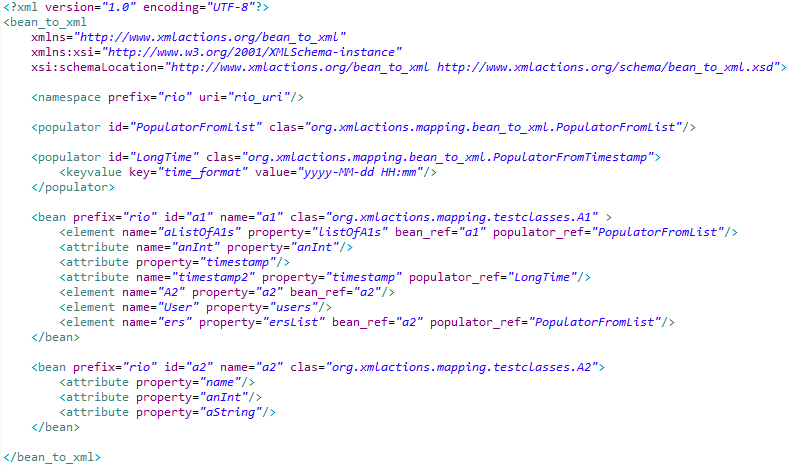 <?xml version="1.0" encoding="UTF-8"?>
<bean_to_xml
xmlns="http://www.xmlactions.org/bean_to_xml"
xmlns:xsi="http://www.w3.org/2001/XMLSchema-instance"
xsi:schemaLocation="http://www.xmlactions.org/bean_to_xml http://www.xmlactions.org/schema/bean_to_xml.xsd">
<namespace prefix="rio" uri="rio_uri"/>
<populator id="PopulatorFromList" clas="org.xmlactions.mapping.bean_to_xml.PopulatorFromList"/>
<populator id="LongTime" clas="org.xmlactions.mapping.bean_to_xml.PopulatorFromTimestamp">
<keyvalue key="time_format" value="yyyy-MM-dd HH:mm"/>
</populator>
<bean prefix="rio" id="a1" name="a1" clas="org.xmlactions.mapping.testclasses.A1" >
<element name="aListOfA1s" property="listOfA1s" bean_ref="a1" populator_ref="PopulatorFromList"/>
<attribute name="anInt" property="anInt"/>
<attribute property="timestamp"/>
<attribute name="timestamp2" property="timestamp" populator_ref="LongTime"/>
<element name="A2" property="a2" bean_ref="a2"/>
<element name="User" property="users"/>
<element name="ers" property="ersList" bean_ref="a2" populator_ref="PopulatorFromList"/>
</bean>
<bean prefix="rio" id="a2" name="a2" clas="org.xmlactions.mapping.testclasses.A2">
<attribute property="name"/>
<attribute property="anInt"/>
<attribute property="aString"/>
</bean>
</bean_to_xml>